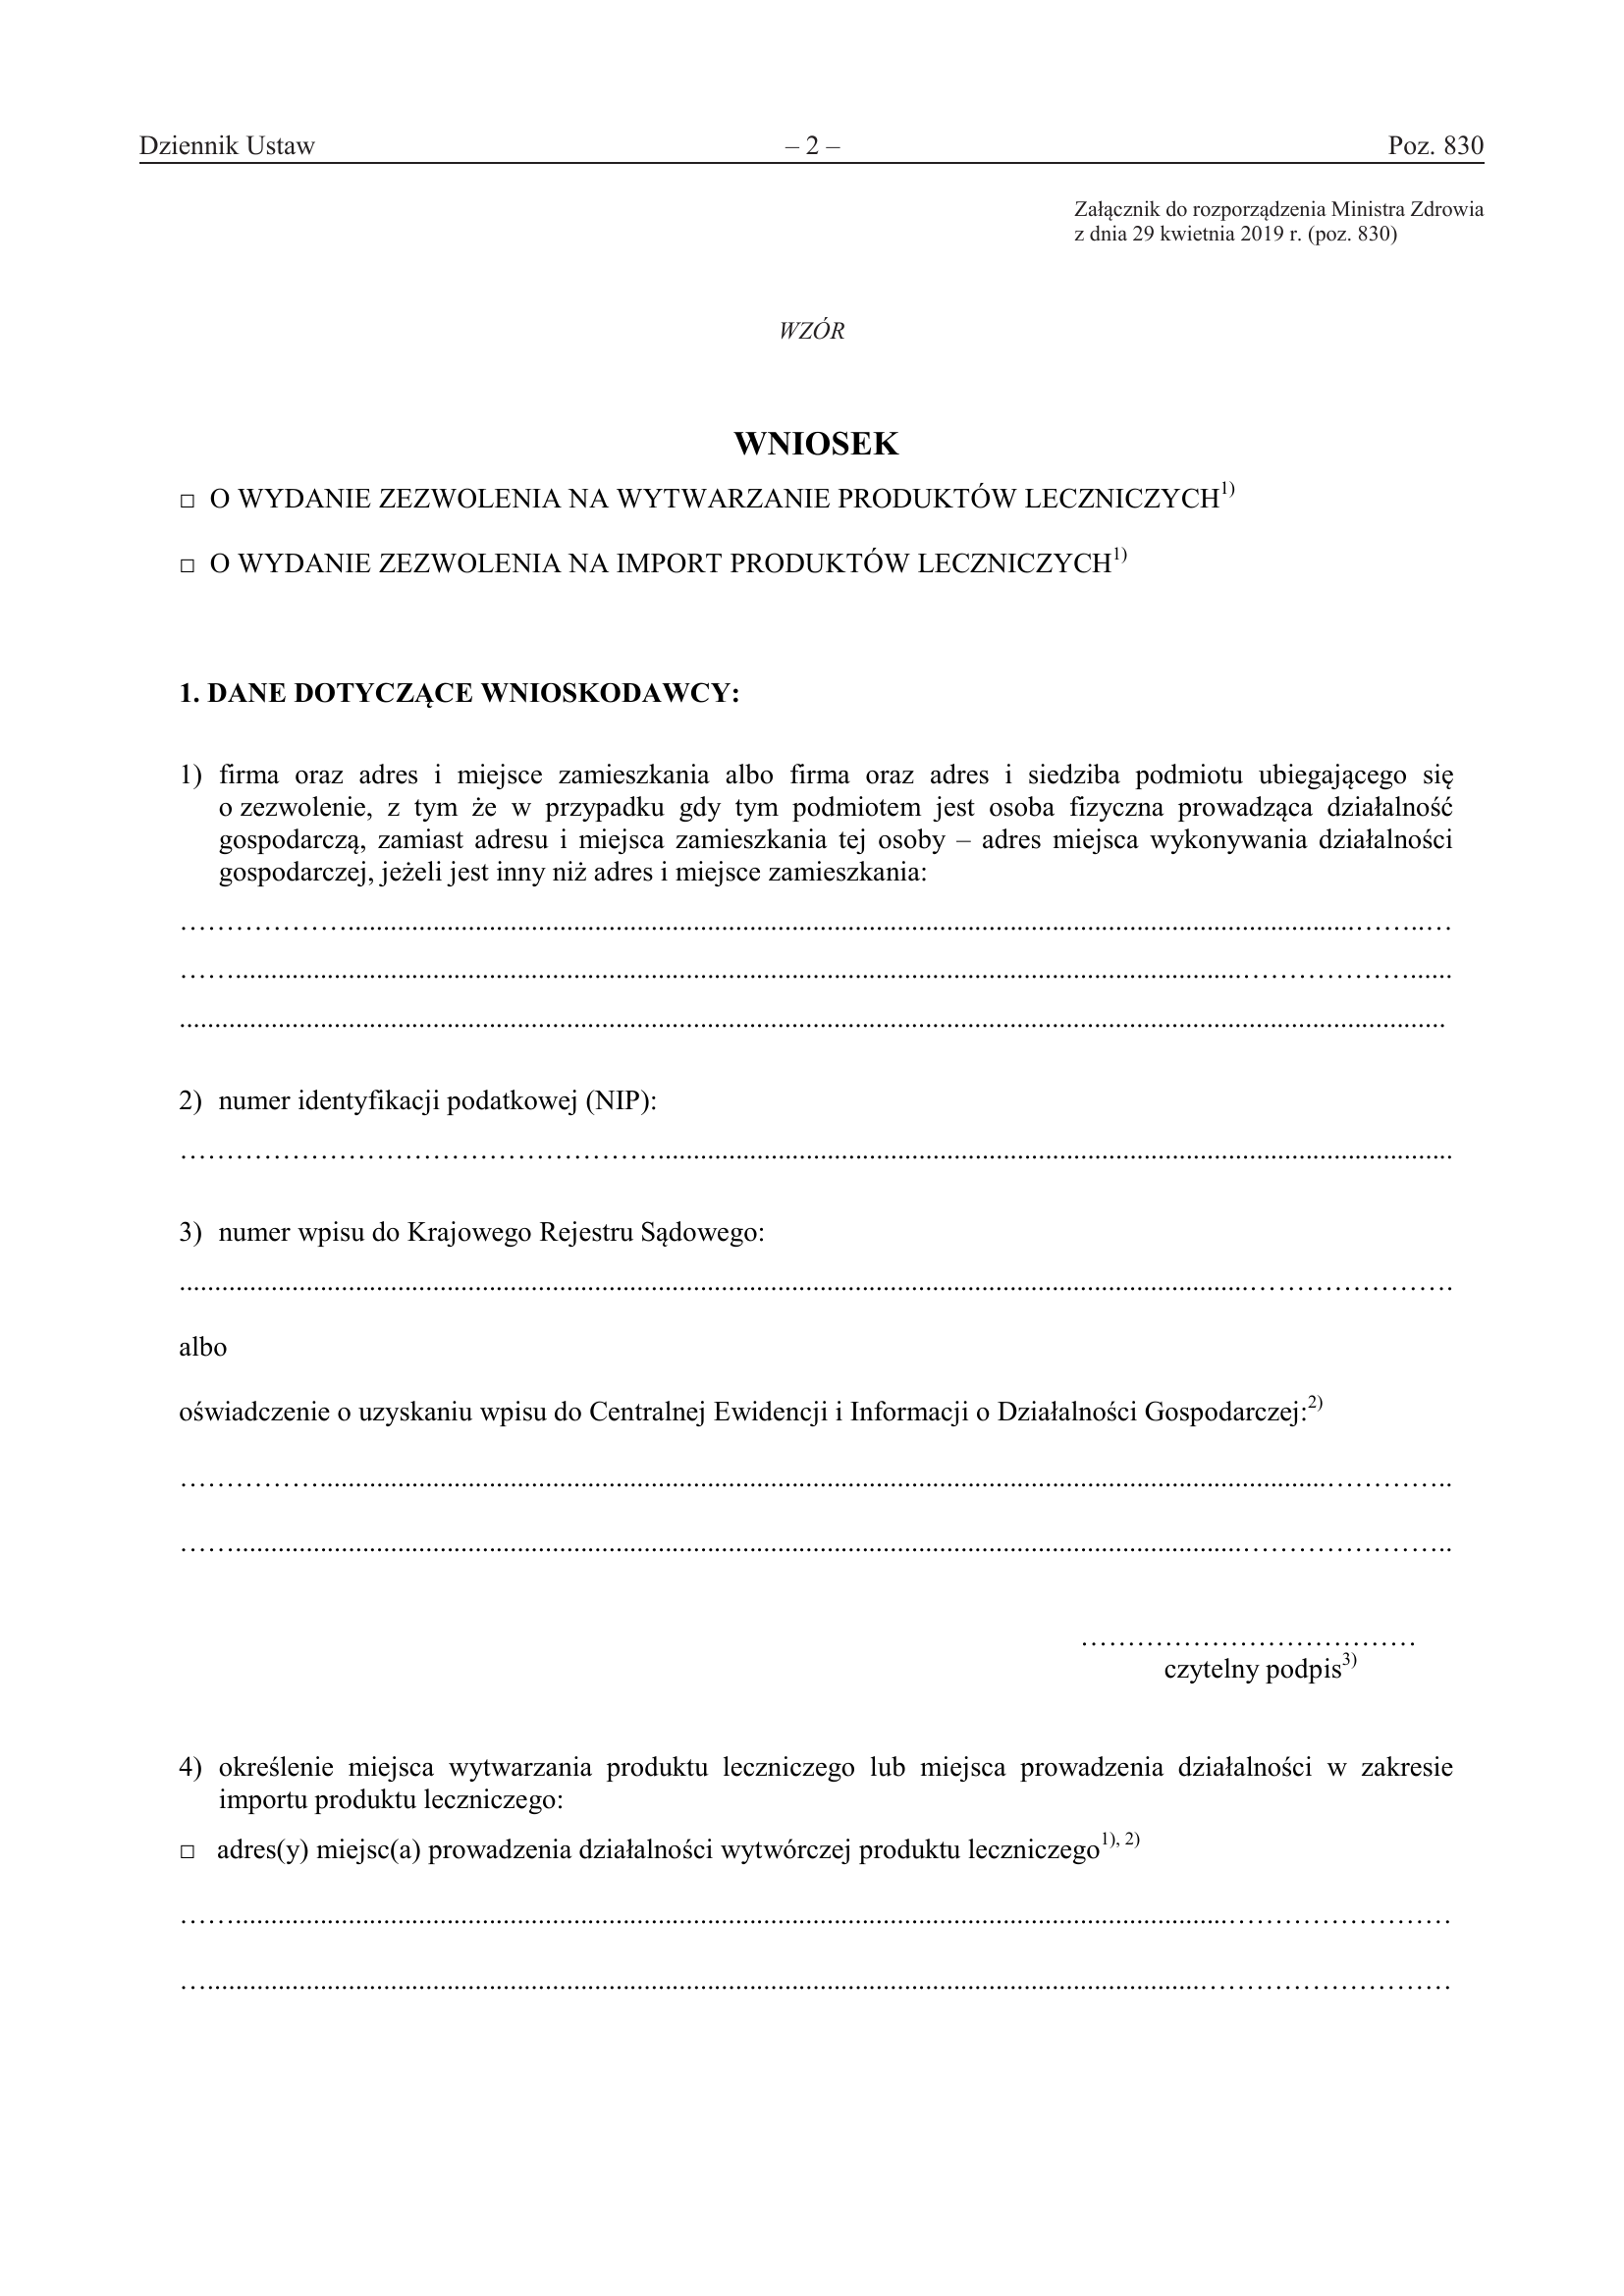 Dziennik Ustaw – 2 – Poz. 830
Załącznik do rozporządzenia Ministra Zdrowia
z dnia 29 kwietnia 2019 r. (poz. 830)
WZÓR
WNIOSEK
□ O WYDANIE ZEZWOLENIA NA WYTWARZANIE PRODUKTÓW LECZNICZYCH1)
□ O WYDANIE ZEZWOLENIA NA IMPORT PRODUKTÓW LECZNICZYCH1)
1. DANE DOTYCZĄCE WNIOSKODAWCY:
1) firma oraz adres i miejsce zamieszkania albo firma oraz adres i siedziba podmiotu ubiegającego się
o zezwolenie, z tym że w przypadku gdy tym podmiotem jest osoba fizyczna prowadząca działalność
gospodarczą, zamiast adresu i miejsca zamieszkania tej osoby – adres miejsca wykonywania działalności
gospodarczej, jeżeli jest inny niż adres i miejsce zamieszkania:
2) numer identyfikacji podatkowej (NIP):
3) numer wpisu do Krajowego Rejestru Sądowego:
albo
oświadczenie o uzyskaniu wpisu do Centralnej Ewidencji i Informacji o Działalności Gospodarczej:2)
czytelny podpis3)
4) określenie miejsca wytwarzania produktu leczniczego lub miejsca prowadzenia działalności w zakresie
importu produktu leczniczego:
□ adres(y) miejsc(a) prowadzenia działalności wytwórczej produktu leczniczego1), 2)